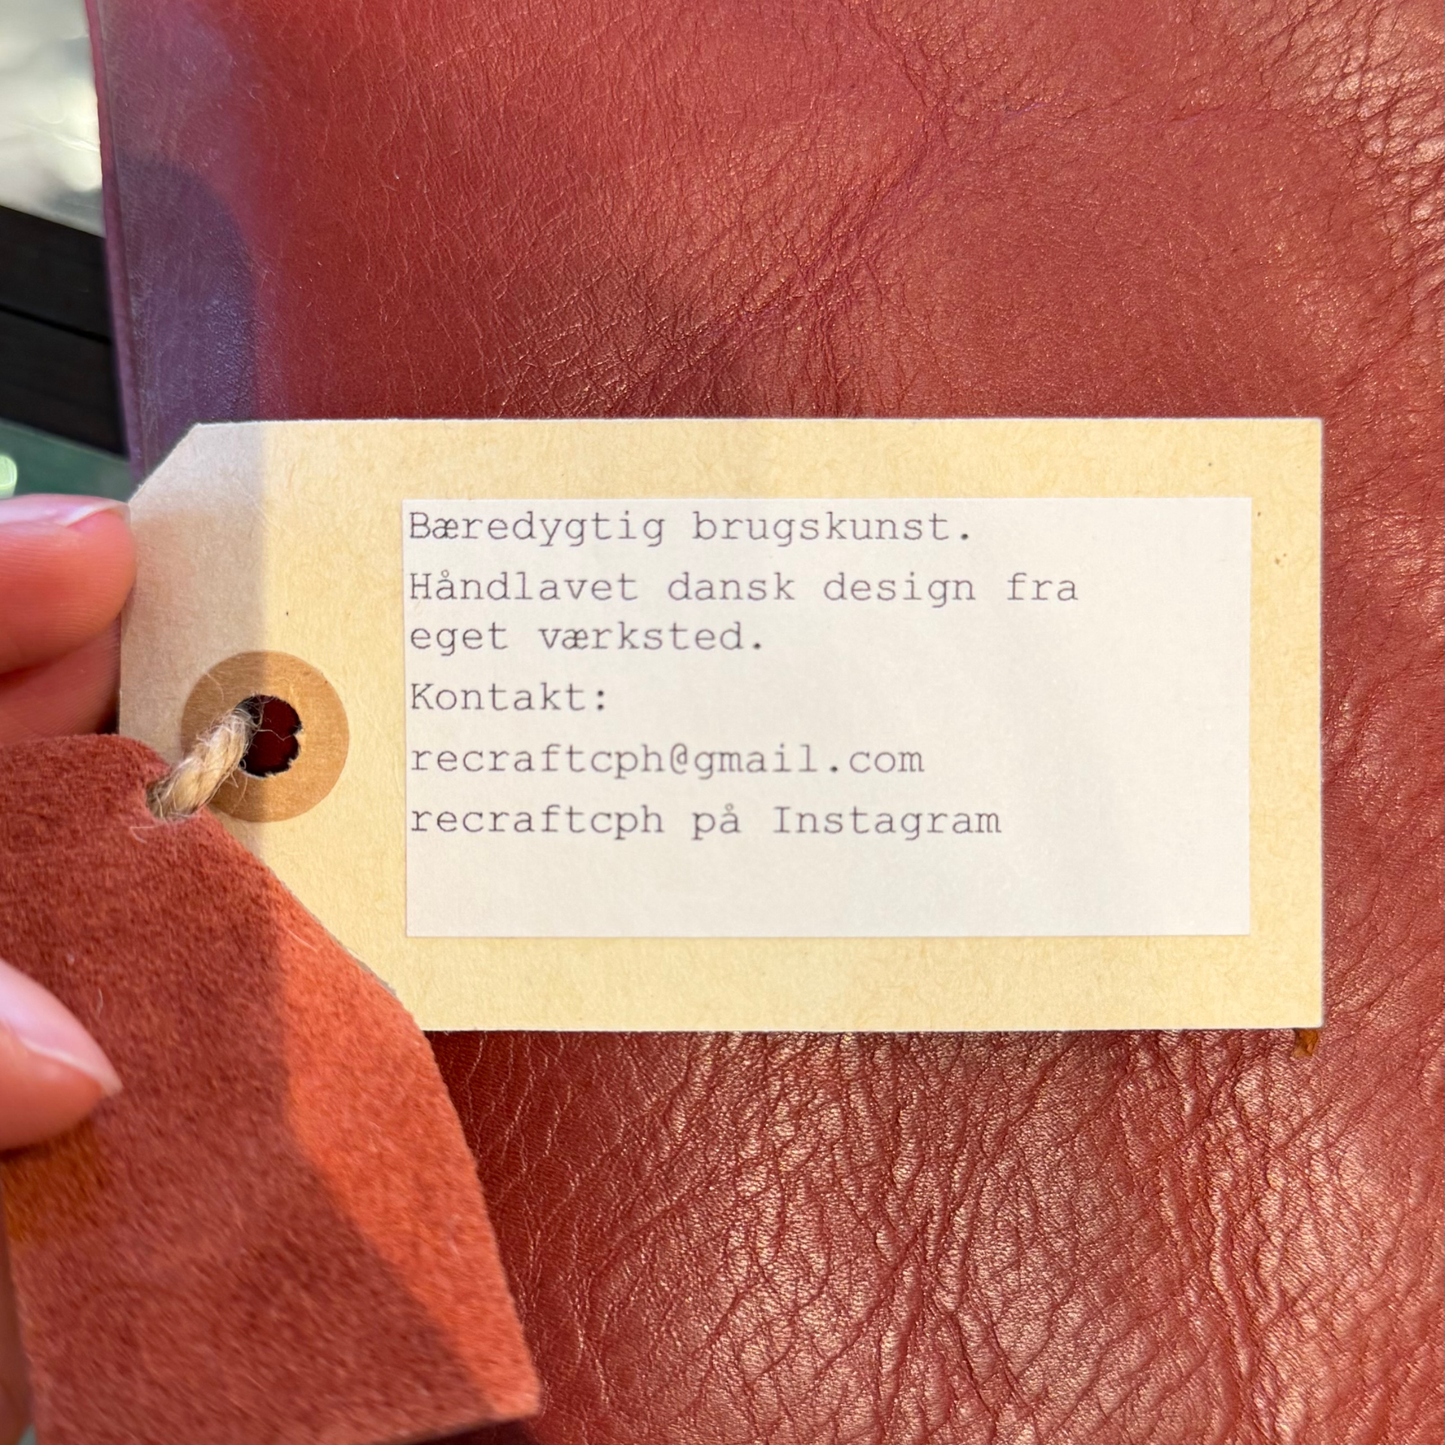 Bæredygtig brugskunst.
Håndlavet dansk design fra
eget værksted.
Kontakt:
recraftcph@gmail.com
recraftcph på Instagram